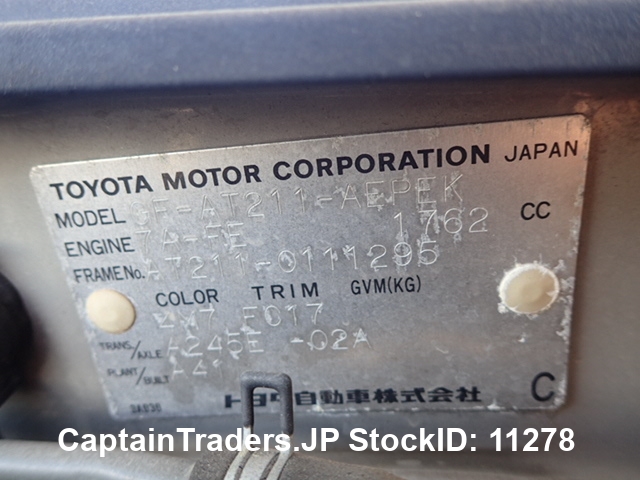 TOYOTA MOTOR CORPORATION JAPAN
MODEL GF-AT211-AEPEK
ENGINE 7A-FE 1762 CC
FRAME No. AT211-0111295
COLOR TRIM GVM(KG)
FQ17
TRANS./AXLE A245E -02A
PLANT/BUILT
トヨタ自動車株式会社 C
CaptainTraders.JP StockID: 11278